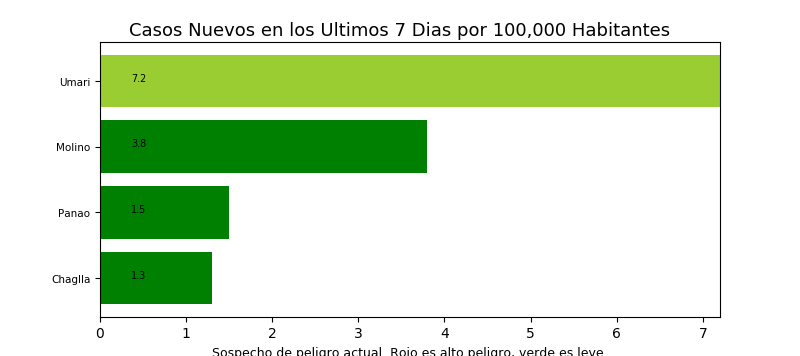 Casos Nuevos en los Ultimos 7 Dias por 100,000 Habitantes
Umari 7.2
Molino 3.8
Panao 1.5
Chaglla 1.3
0 1 2 3 4 5 6 7
Sospecho de peligro actual. Rojo es alto peligro, verde es leve